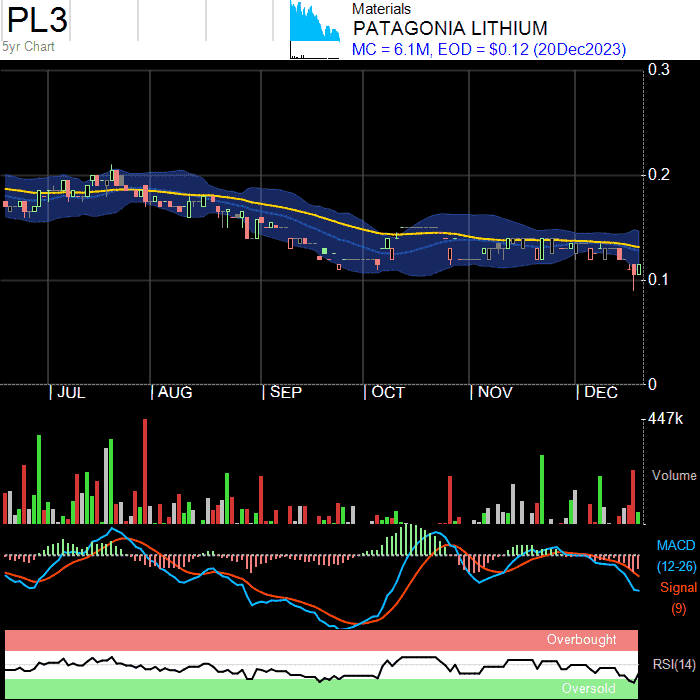 PL3
5yr Chart
Materials
PATAGONIA LITHIUM
MC = 6.1M, EOD = $0.12 (20Dec2023)
0.3
0.2
0.1
0
JUL
AUG
SEP
OCT
NOV
DEC
447k
Volume
MACD
(12-26)
Signal
(9)
Overbought
RSI(14)
Oversold